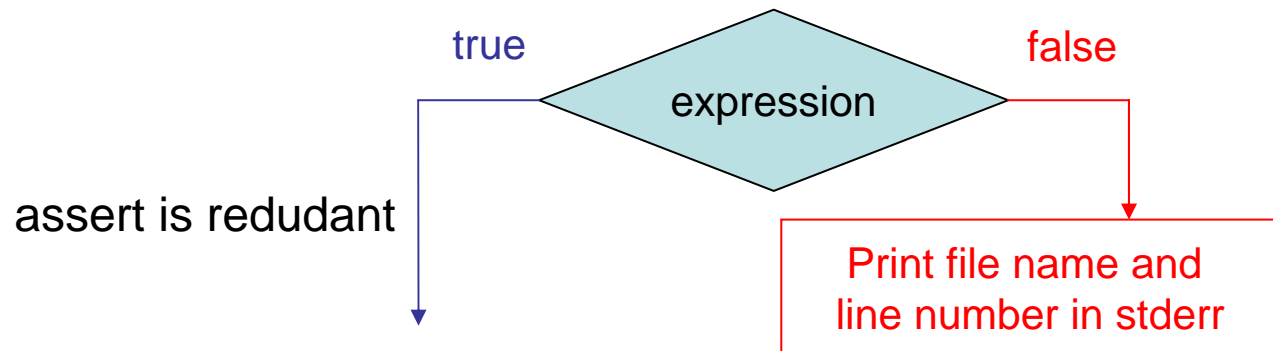 true
false
expression
assert is redudant
Print file name and
line number in stderr